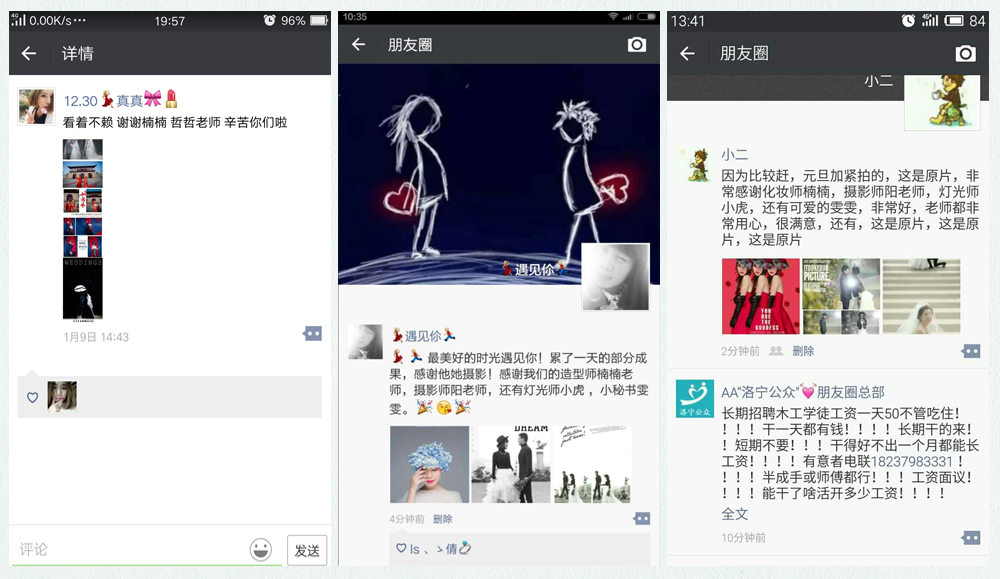 4G 0.00K/s··· 19:57 96%
详情
12.30💃真真🎀💄
看着不赖 谢谢楠楠 哲哲老师 辛苦你们啦
WEDDINGS
1月9日 14:43
评论
发送
10:35
朋友圈
💃遇见伱🏃
💃遇见伱🏃
💃🏃 最美好的时光遇见你！累了一天的部分成
果，感谢他她摄影！感谢我们的造型师楠楠老
师，摄影师阳老师，还有灯光师小虎，小秘书雯
雯。🎉😘🎉
DREAM
4分钟前 删除
ls 、ゝ倩💍
13:41 4G 84
朋友圈
小二
小二
因为比较赶，元旦加紧拍的，这是原片，非
常感谢化妆师楠楠，摄影师阳老师，灯光师
小虎，还有可爱的雯雯，非常好，老师都非
常用心，很满意，还有，这是原片，这是原
片，这是原片
YOU
ARE
THE
GODDESS
ITOOKYOUR
PICTURE
2分钟前 删除
洛宁公众
AA"洛宁公众"💓朋友圈总部
长期招聘木工学徒工资一天50不管吃住！
！！！干一天都有钱！！！！长期干的来！
！短期不要！！！干得好不出一个月都能长
工资！！！！有意者电联18237983331！
！！！半成手或师傅都行！！！工资面议！
！！！能干了啥活开多少工资！！！！
全文
10分钟前